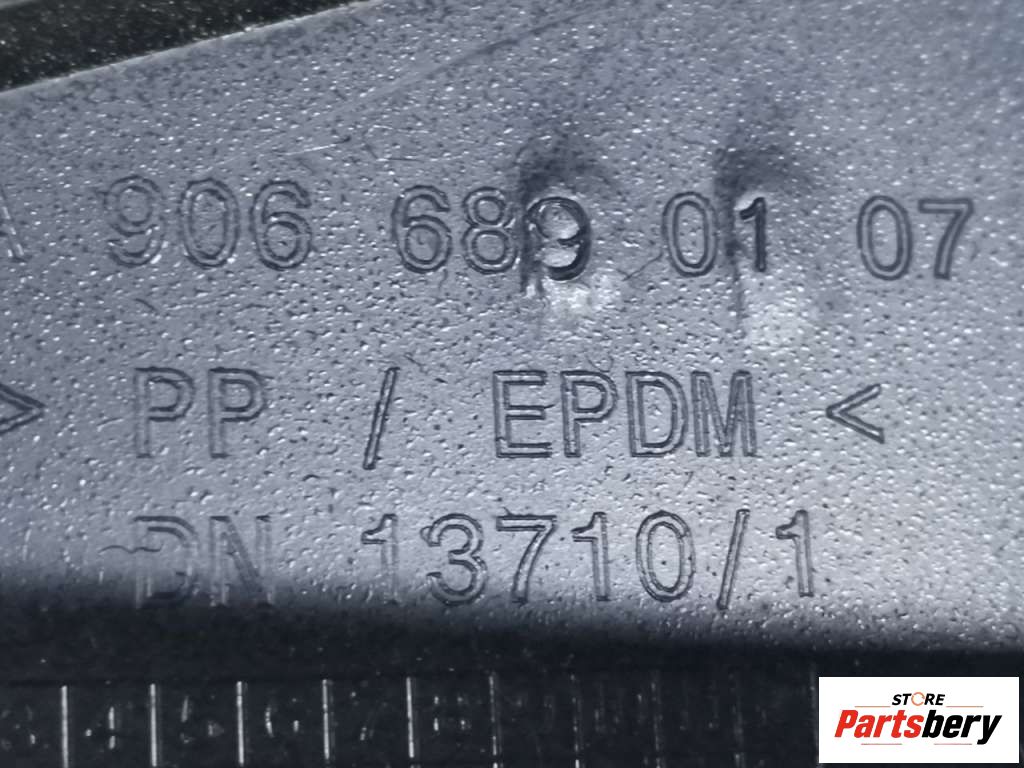 A 906 689 01 07
> PP / EPDM <
DN 13710/1
STORE
Partsbery